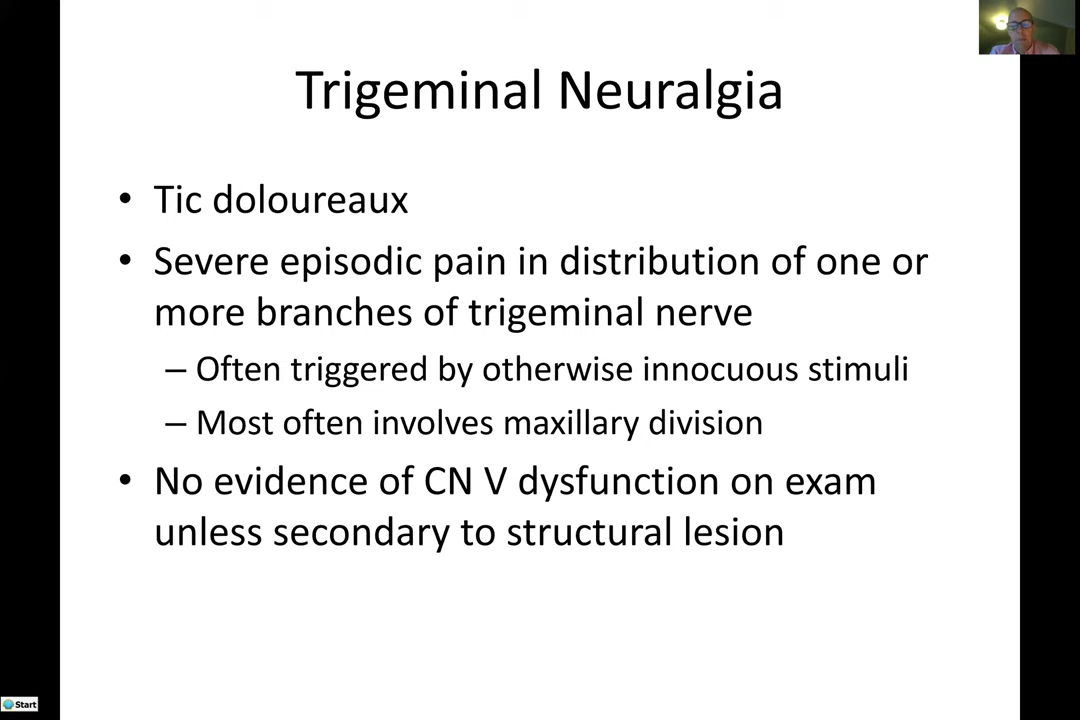 Trigeminal Neuralgia
• Tic doloureaux
• Severe episodic pain in distribution of one or
more branches of trigeminal nerve
– Often triggered by otherwise innocuous stimuli
– Most often involves maxillary division
• No evidence of CN V dysfunction on exam
unless secondary to structural lesion
Start